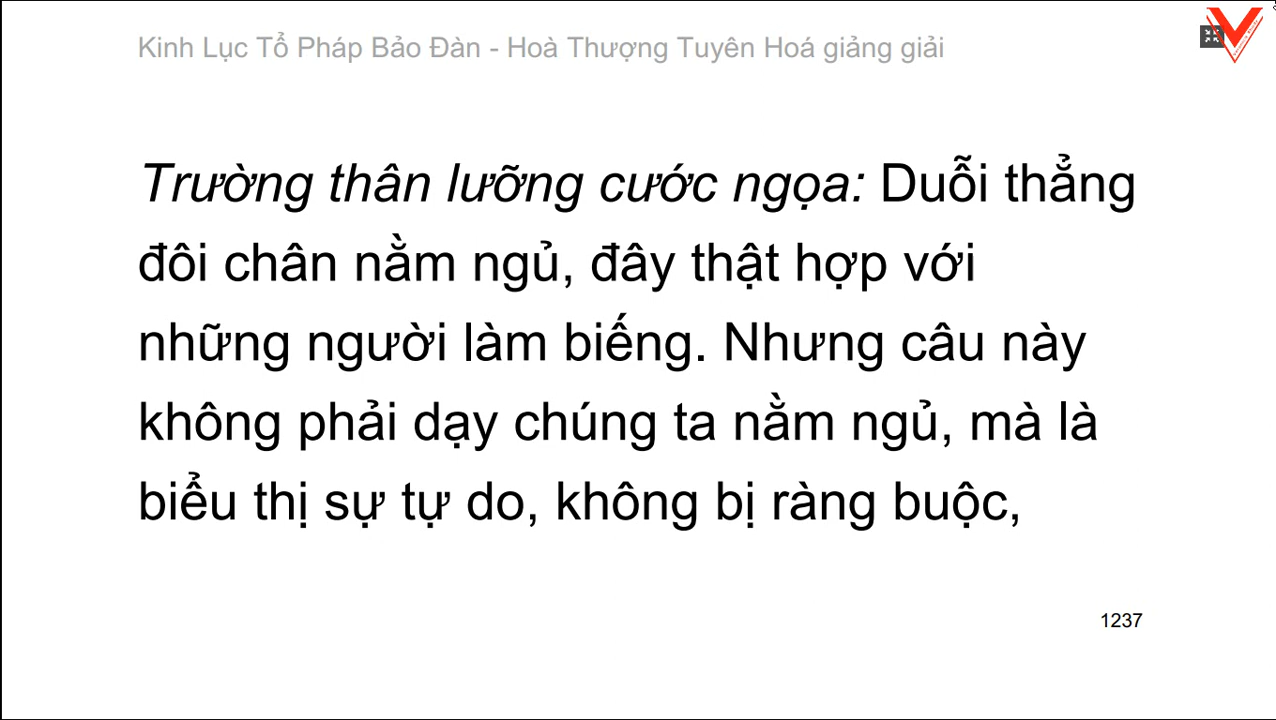 Kinh Lục Tổ Pháp Bảo Đàn - Hoà Thượng Tuyên Hoá giảng giải
Trường thân lưỡng cước ngọa: Duỗi thẳng
đôi chân nằm ngủ, đây thật hợp với
những người làm biếng. Nhưng câu này
không phải dạy chúng ta nằm ngủ, mà là
biểu thị sự tự do, không bị ràng buộc,
1237